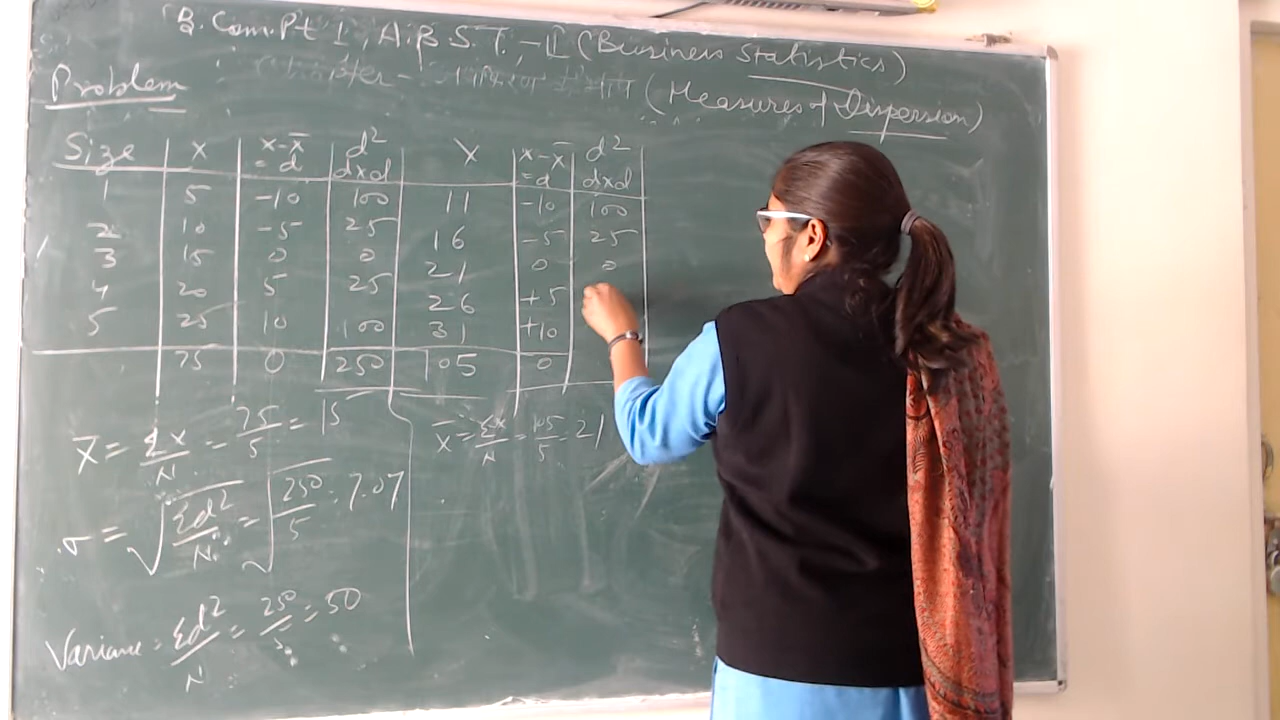 B.Com.Pt I, A.B.S.T.-II (Business Statistics)
Problem (Measures of Dispersion)
Size | X | x-x̄ = d | d² dxd | X | x-x̄ = d | d² dxd
1 | 5 | -10 | 100 | 11 | -10 | 100
2 | 10 | -5 | 25 | 16 | -5 | 25
3 | 15 | 0 | 0 | 21 | 0 | 0
4 | 20 | 5 | 25 | 26 | +5
5 | 25 | 10 | 100 | 31 | +10
75 | 0 | 250 | 105 | 0
X̄ = Σx/N = 75/5 = 15
x̄ = Σx/N = 105/5 = 21
σ = √Σd²/N = √250/5 = 7.07
Variance = Σd²/N = 250/5 = 50